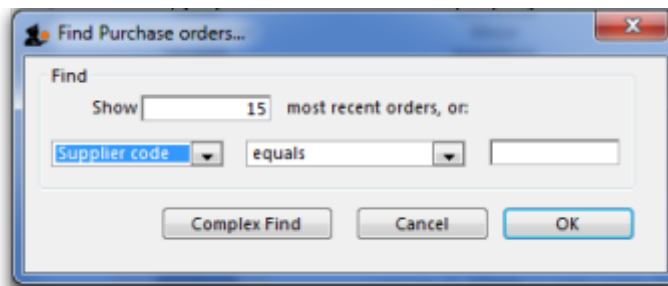 Find Purchase orders...
Find
Show 15 most recent orders, or:
Supplier code equals
Complex Find Cancel OK